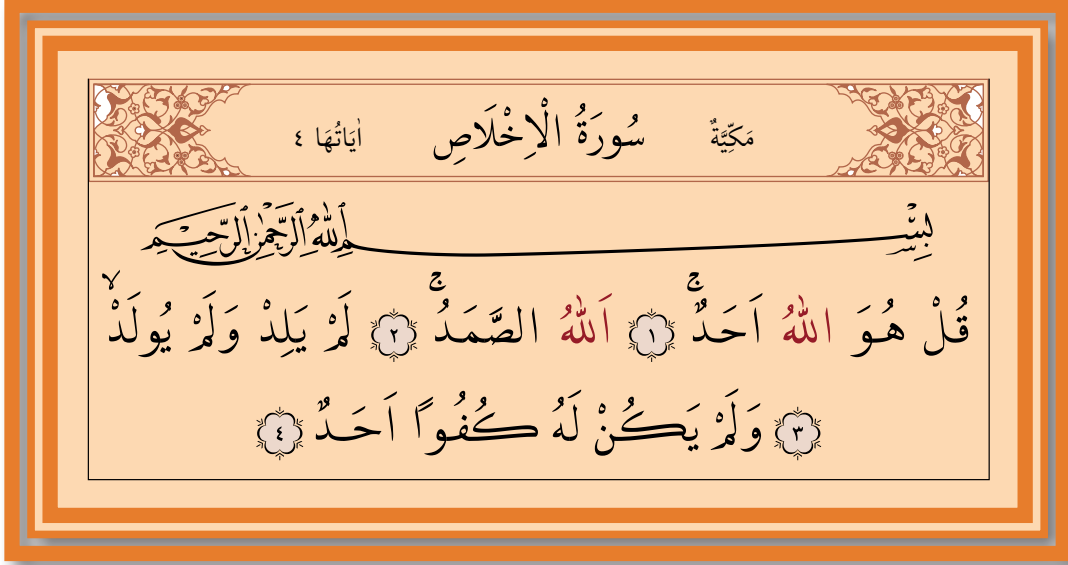 مَكِّيَّةٌ سُورَةُ الْاِخْلَاصِ اٰيَاتُهَا ٤
بِسْمِ اللّٰهِ الرَّحْمٰنِ الرَّحِيمِ
قُلْ هُوَ اللّٰهُ اَحَدٌۚ ١ اَللّٰهُ الصَّمَدُۚ ٢ لَمْ يَلِدْ وَلَمْ يُولَدْۙ
٣ وَلَمْ يَكُنْ لَهُ كُفُوًا اَحَدٌ ٤